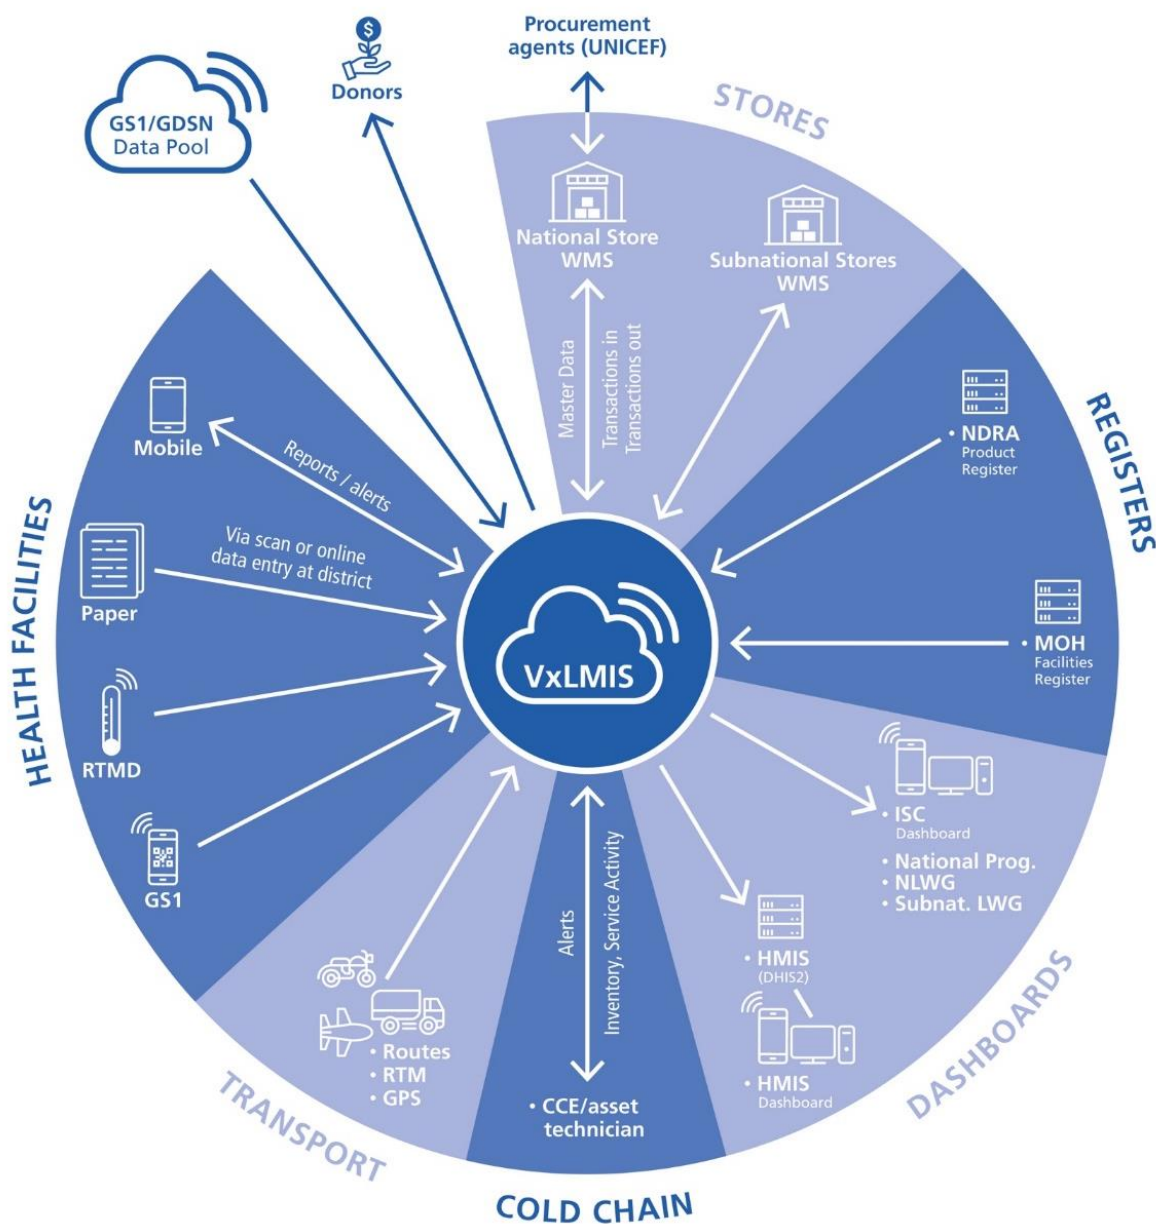 Procurement
agents (UNICEF)
Donors
GS1/GDSN
Data Pool
STORES
National Store
WMS
Subnational Stores
WMS
Master Data
Transactions in
Transactions out
REGISTERS
• NDRA
Product
Register
• MOH
Facilities
Register
HEALTH FACILITIES
Mobile
Reports / alerts
Via scan or online
data entry at district
Paper
RTMD
GS1
VxLMIS
DASHBOARDS
• ISC
Dashboard
• National Prog.
• NLWG
• Subnat. LWG
• HMIS
(DHIS2)
• HMIS
Dashboard
COLD CHAIN
Alerts
Inventory, Service Activity
• CCE/asset
technician
TRANSPORT
• Routes
• RTM
• GPS